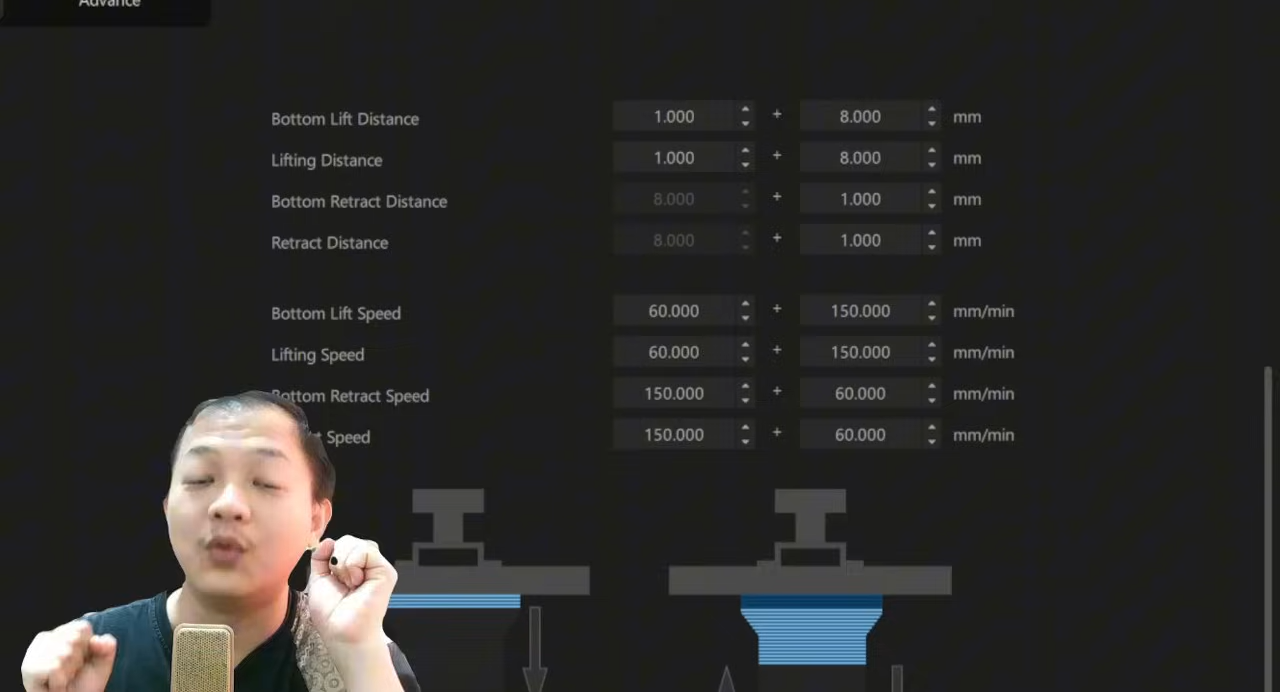 Advance
Bottom Lift Distance 1.000 + 8.000 mm
Lifting Distance 1.000 + 8.000 mm
Bottom Retract Distance 8.000 + 1.000 mm
Retract Distance 8.000 + 1.000 mm
Bottom Lift Speed 60.000 + 150.000 mm/min
Lifting Speed 60.000 + 150.000 mm/min
Bottom Retract Speed 150.000 + 60.000 mm/min
Speed 150.000 + 60.000 mm/min